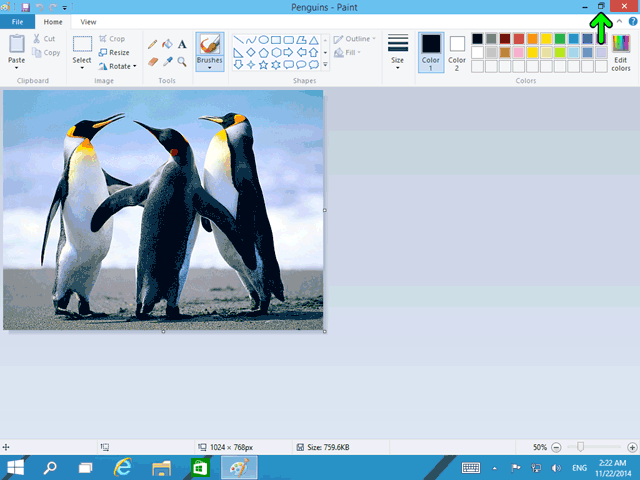 Penguins - Paint
File Home View
Paste
Cut
Copy
Clipboard
Select
Crop
Resize
Rotate
Image
A
Tools
Brushes
Outline
Fill
Shapes
Size
Color 1
Color 2
Edit colors
Colors
1024 × 768px
Size: 759.6KB
50%
ENG
2:22 AM
11/22/2014